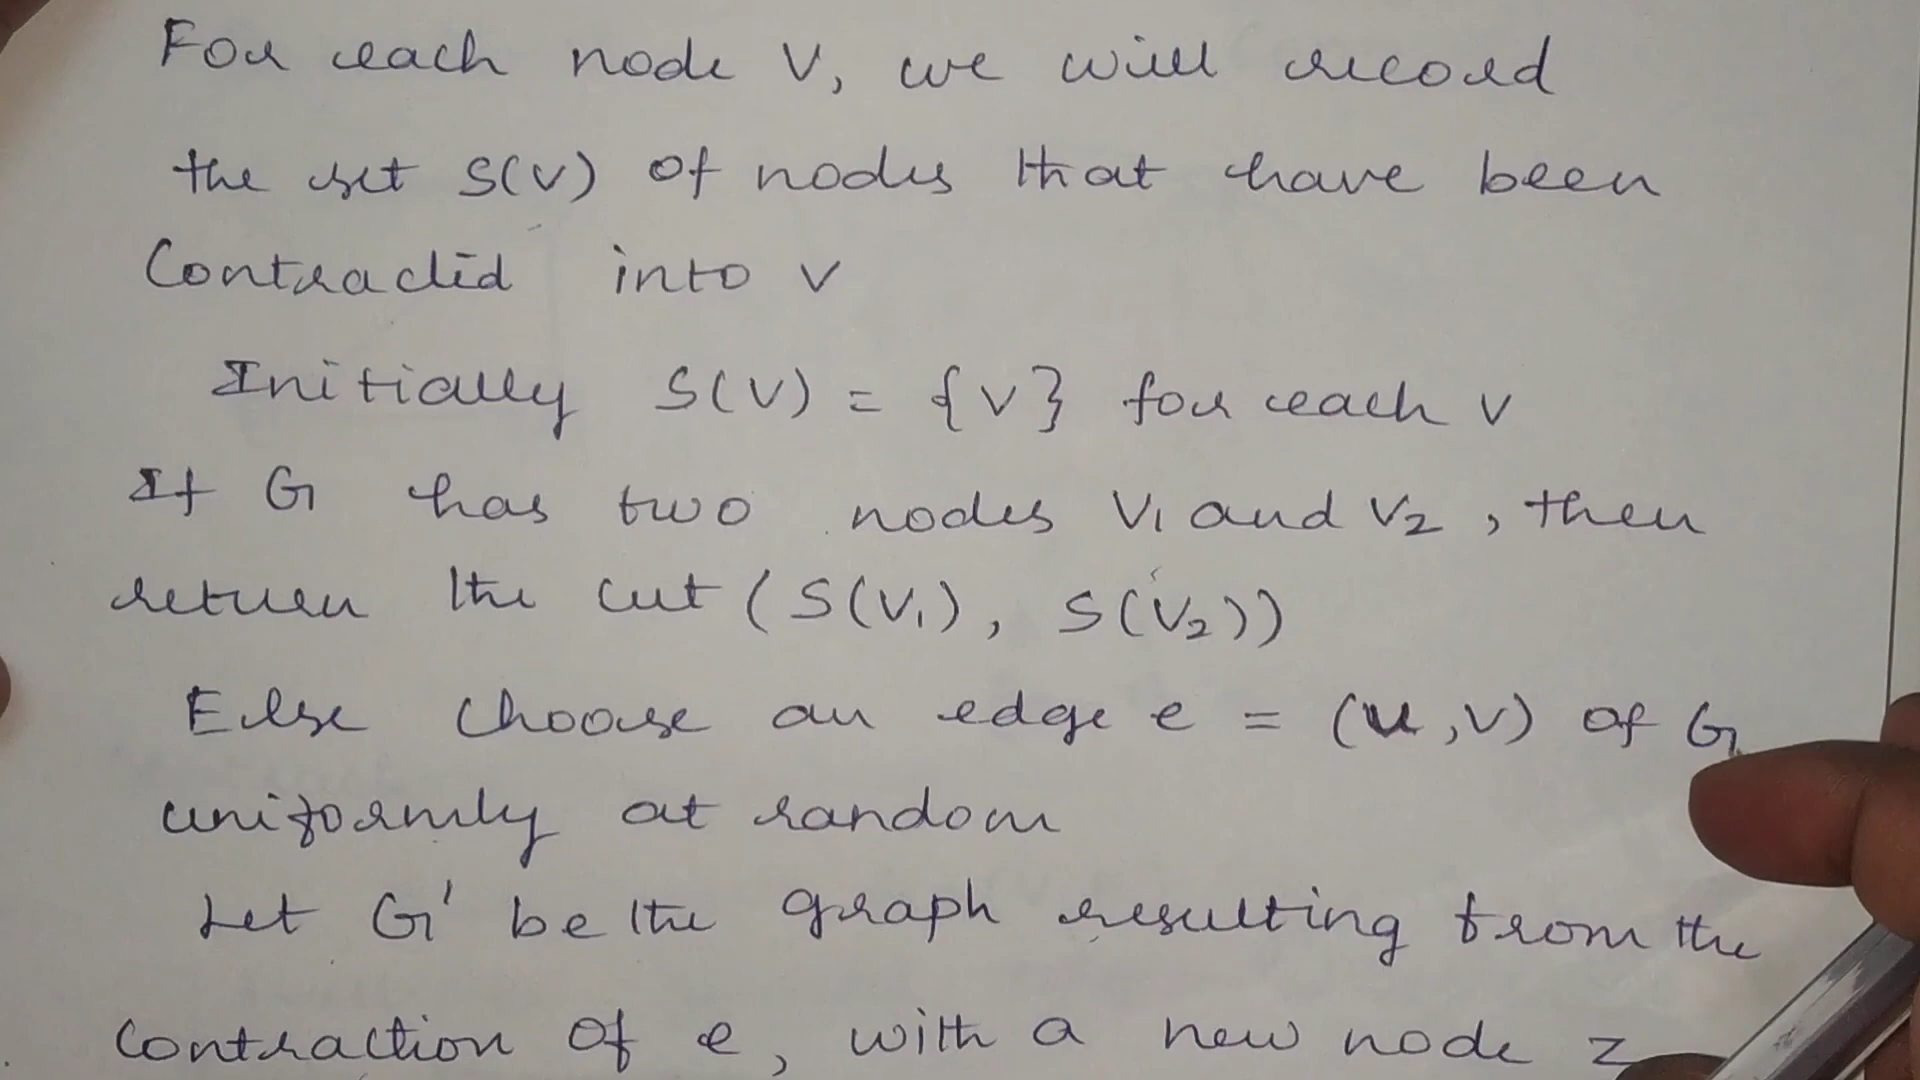 For each node v, we will record
the set S(v) of nodes that have been
Contracted into v
Initially S(v) = {v} for each v
If G has two nodes v1 and v2, then
return the cut (S(v1), S(v2))
Else choose an edge e = (u,v) of G
uniformly at random
Let G' be the graph resulting from the
contraction of e, with a new node z